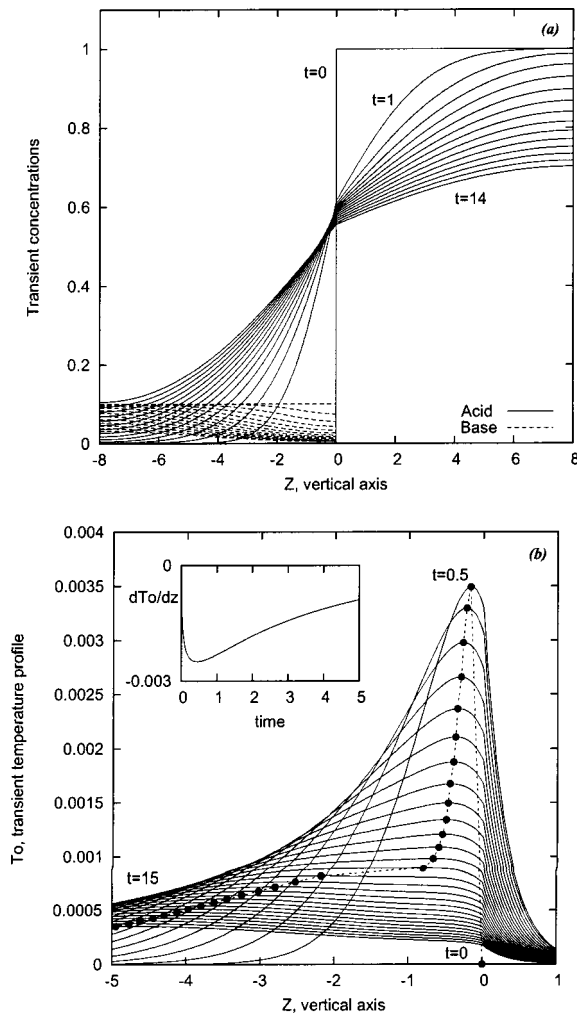 (a)
1
t=0
t=1
0.8
0.6
t=14
0.4
0.2
Acid
Base
0
-8 -6 -4 -2 0 2 4 6 8
Transient concentrations
Z, vertical axis
(b)
0.004
0
t=0.5
0.0035
dTo/dz
0.003
-0.003
0 1 2 3 4 5
0.0025
time
0.002
0.0015
0.001
t=15
0.0005
t=0
0
-5 -4 -3 -2 -1 0 1
To, transient temperature profile
Z, vertical axis